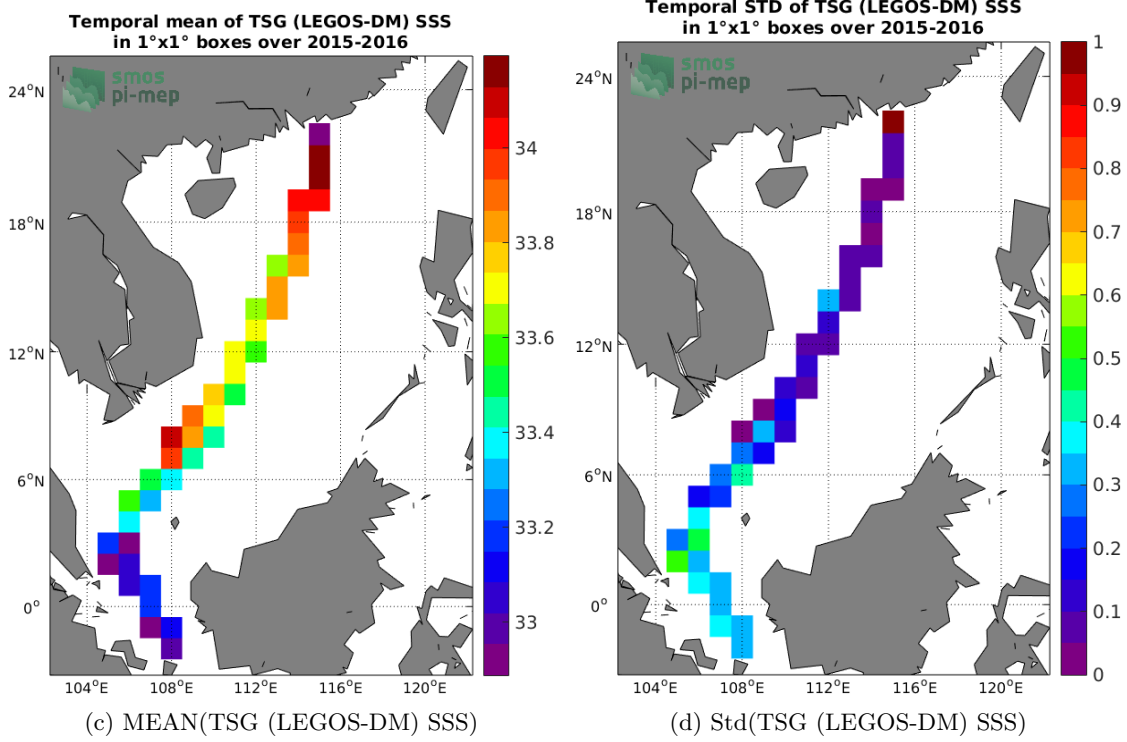 Temporal mean of TSG (LEGOS-DM) SSS
in 1°x1° boxes over 2015-2016
smos
pi-mep
24°N
18°N
12°N
6°N
0°
104°E 108°E 112°E 116°E 120°E
34
33.8
33.6
33.4
33.2
33
(c) MEAN(TSG (LEGOS-DM) SSS)
Temporal STD of TSG (LEGOS-DM) SSS
in 1°x1° boxes over 2015-2016
smos
pi-mep
24°N
18°N
12°N
6°N
0°
104°E 108°E 112°E 116°E 120°E
1
0.9
0.8
0.7
0.6
0.5
0.4
0.3
0.2
0.1
0
(d) Std(TSG (LEGOS-DM) SSS)